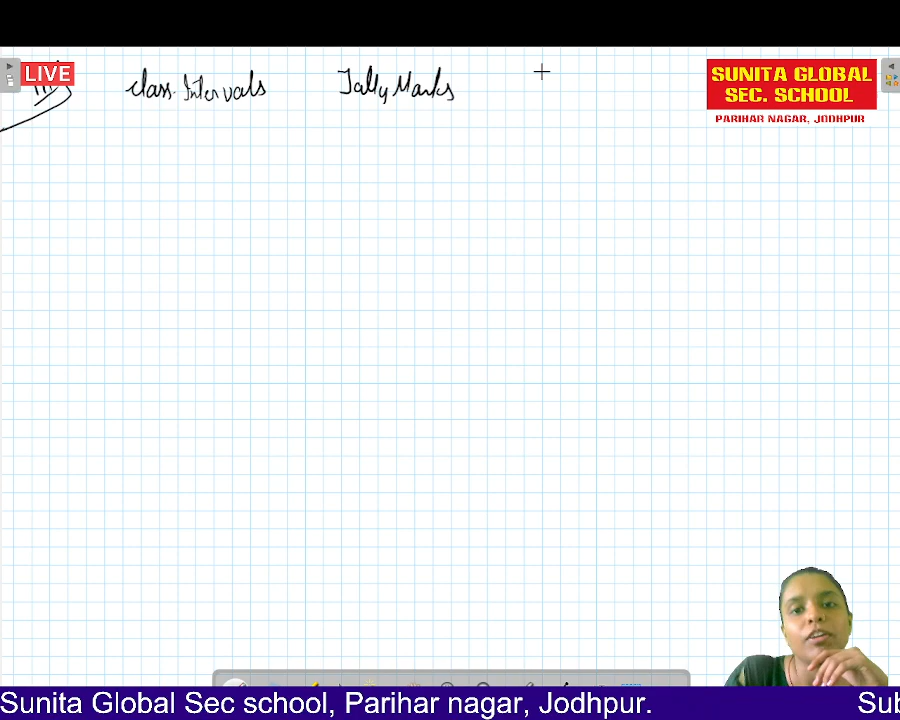 LIVE
iii)
class Intervals Tally Marks
SUNITA GLOBAL
SEC. SCHOOL
PARIHAR NAGAR, JODHPUR
Sunita Global Sec school, Parihar nagar, Jodhpur. Sub